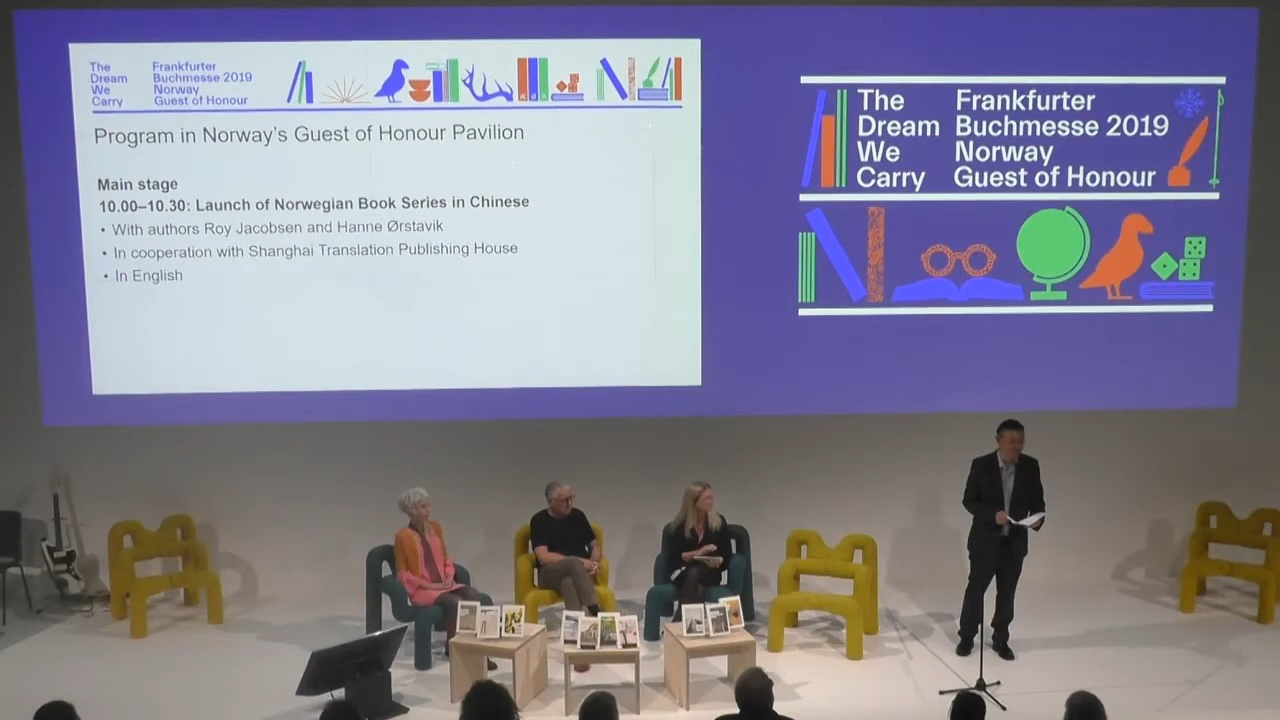 The
Dream
We
Carry
Frankfurter
Buchmesse 2019
Norway
Guest of Honour
Program in Norway's Guest of Honour Pavilion
Main stage
10.00–10.30: Launch of Norwegian Book Series in Chinese
• With authors Roy Jacobsen and Hanne Ørstavik
• In cooperation with Shanghai Translation Publishing House
• In English
The
Dream
We
Carry
Frankfurter
Buchmesse 2019
Norway
Guest of Honour